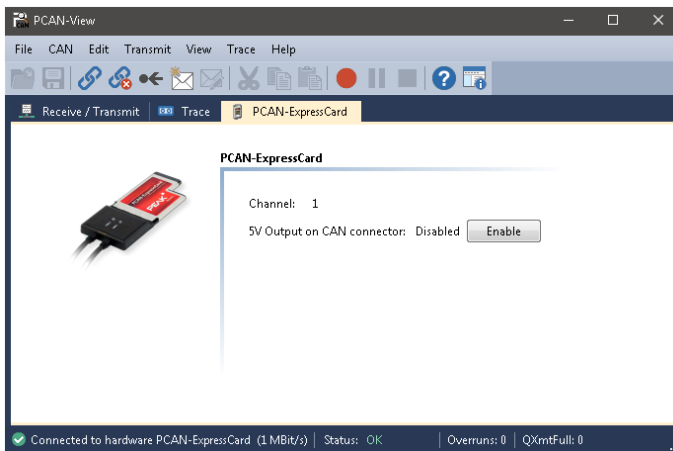 PCAN-View
File CAN Edit Transmit View Trace Help
Receive / Transmit Trace PCAN-ExpressCard
PCAN-ExpressCard
Channel: 1
5V Output on CAN connector: Disabled Enable
PEAK
Connected to hardware PCAN-ExpressCard (1 MBit/s) Status: OK Overruns: 0 QXmtFull: 0